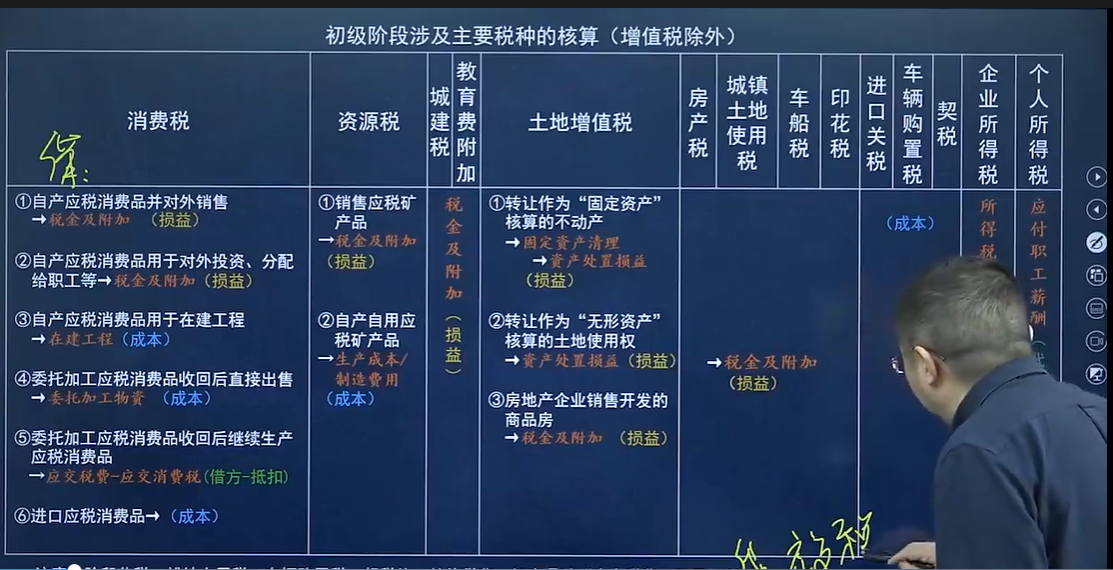 初级阶段涉及主要税种的核算（增值税除外）
消费税
资源税
城建税
教育费附加
土地增值税
房产税
城镇土地使用税
车船税
印花税
进口关税
车辆购置税
契税
企业所得税
个人所得税
借：
①自产应税消费品并对外销售
→税金及附加 （损益）
②自产应税消费品用于对外投资、分配
给职工等→税金及附加（损益）
③自产应税消费品用于在建工程
→在建工程（成本）
④委托加工应税消费品收回后直接出售
→委托加工物资 （成本）
⑤委托加工应税消费品收回后继续生产
应税消费品
→应交税费-应交消费税(借方-抵扣)
⑥进口应税消费品→（成本）
①销售应税矿
产品
→税金及附加
（损益）
②自产自用应
税矿产品
→生产成本/
制造费用
（成本）
税金及附加（损益）
①转让作为“固定资产”
核算的不动产
→固定资产清理
→资产处置损益
（损益）
②转让作为“无形资产”
核算的土地使用权
→资产处置损益（损益）
③房地产企业销售开发的
商品房
→税金及附加 （损益）
→税金及附加
（损益）
（成本）
所得税
应付职工薪酬